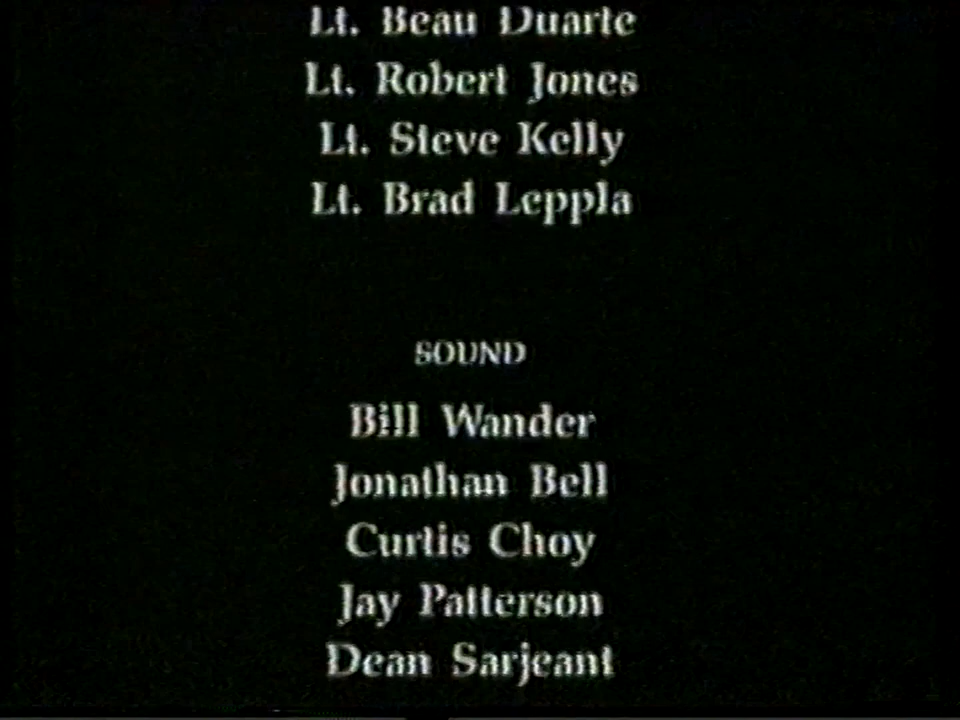 Lt. Beau Duarte
Lt. Robert Jones
Lt. Steve Kelly
Lt. Brad Leppla
SOUND
Bill Wander
Jonathan Bell
Curtis Choy
Jay Patterson
Dean Sarjeant